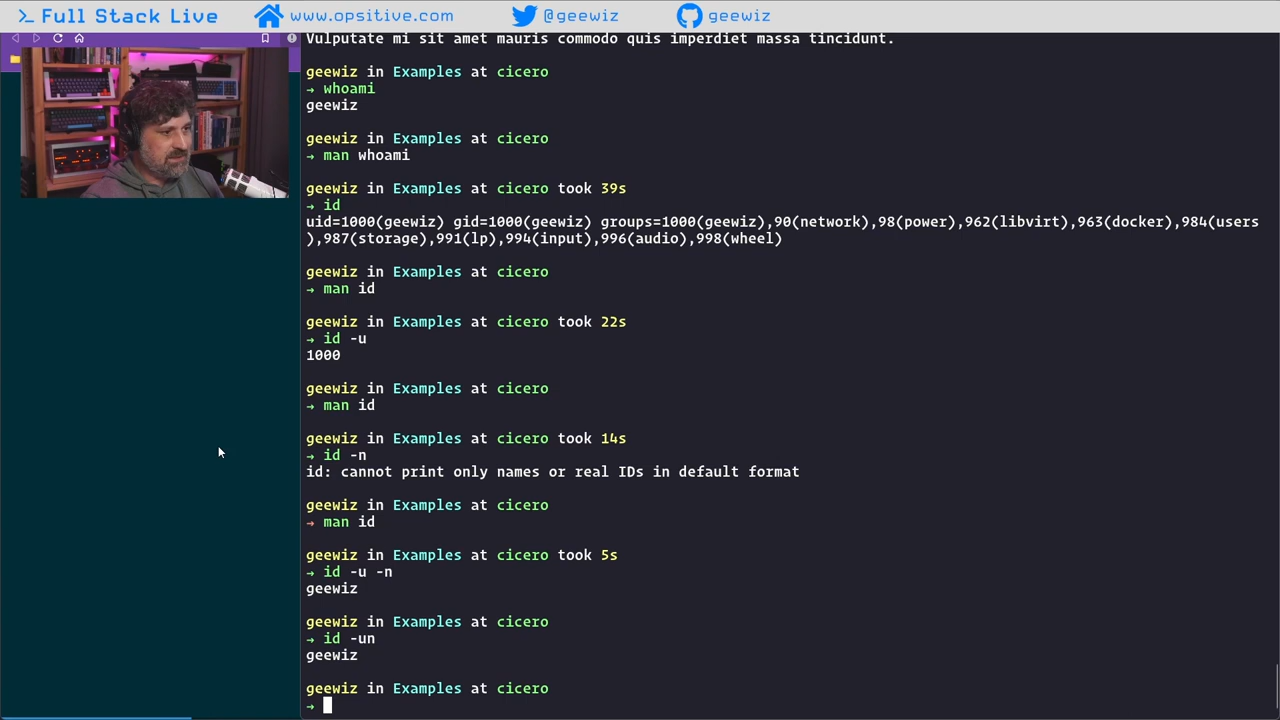 >_ Full Stack Live www.opsitive.com @geewiz geewiz
Vulputate mi sit amet mauris commodo quis imperdiet massa tincidunt.
geewiz in Examples at cicero
→ whoami
geewiz
geewiz in Examples at cicero
→ man whoami
geewiz in Examples at cicero took 39s
→ id
uid=1000(geewiz) gid=1000(geewiz) groups=1000(geewiz),90(network),98(power),962(libvirt),963(docker),984(users
),987(storage),991(lp),994(input),996(audio),998(wheel)
geewiz in Examples at cicero
→ man id
geewiz in Examples at cicero took 22s
→ id -u
1000
geewiz in Examples at cicero
→ man id
geewiz in Examples at cicero took 14s
→ id -n
id: cannot print only names or real IDs in default format
geewiz in Examples at cicero
→ man id
geewiz in Examples at cicero took 5s
→ id -u -n
geewiz
geewiz in Examples at cicero
→ id -un
geewiz
geewiz in Examples at cicero
→